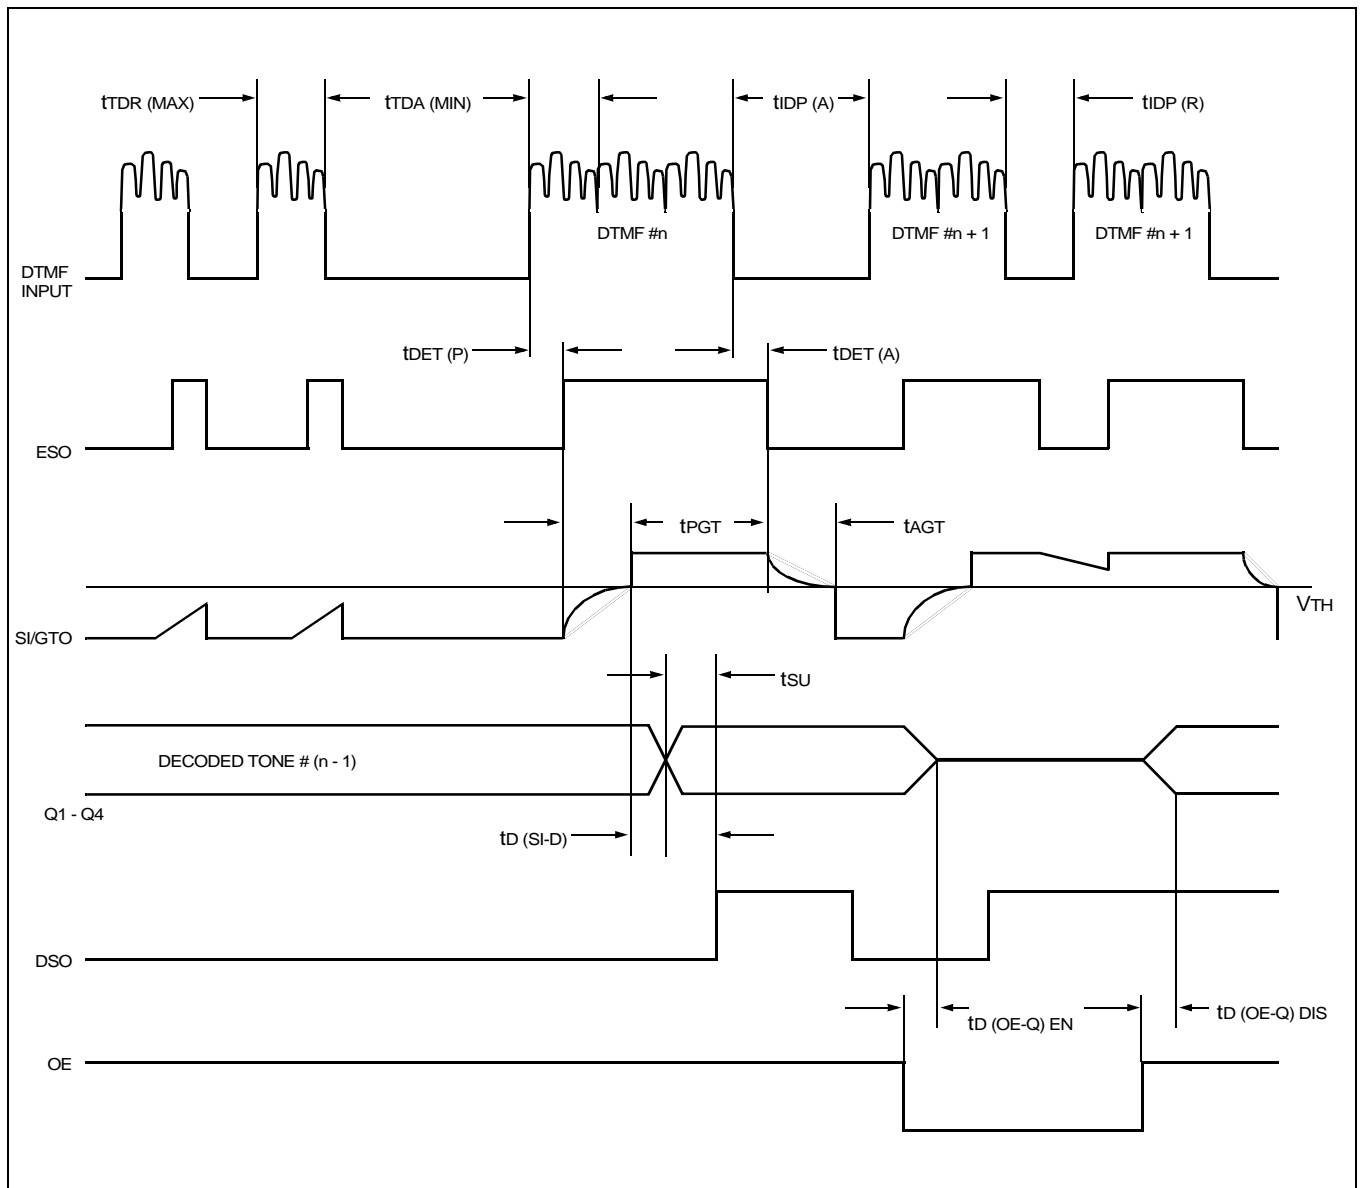 tTDR (MAX) tTDA (MIN) tIDP (A) tIDP (R)
DTMF #n DTMF #n + 1 DTMF #n + 1
DTMF
INPUT
tDET (P) tDET (A)
ESO
tPGT tAGT
VTH
SI/GTO
tSU
DECODED TONE # (n - 1)
Q1 - Q4
tD (SI-D)
DSO
tD (OE-Q) EN tD (OE-Q) DIS
OE